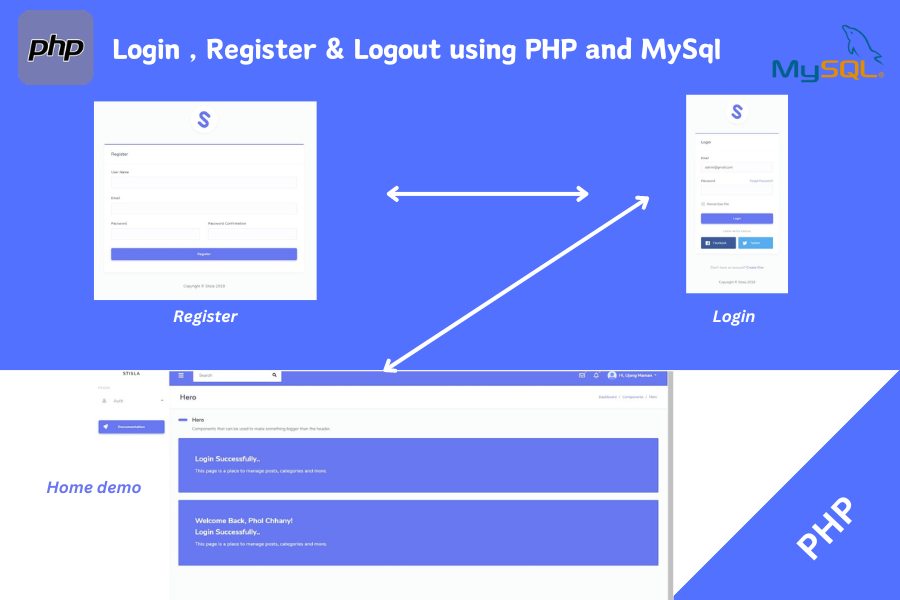 php
Login , Register & Logout using PHP and MySql
MySQL
S
Register
User Name
Email
Password
Password Confirmation
Register
Copyright © Stisla 2018
Register
S
Login
Email
admin@gmail.com
Password
Forgot Password?
Remember Me
Login
Facebook
Twitter
Don't have an account? Create One
Copyright © Stisla 2018
Login
STISLA
Auth
Documentation
Search
Hi, Ujang Maman
Hero
Dashboard / Components / Hero
Hero
Components that can be used to make something bigger than the header.
Login Successfully..
This page is a place to manage posts, categories and more.
Welcome Back, Phol Chhany!
Login Successfully..
This page is a place to manage posts, categories and more.
Home demo
PHP